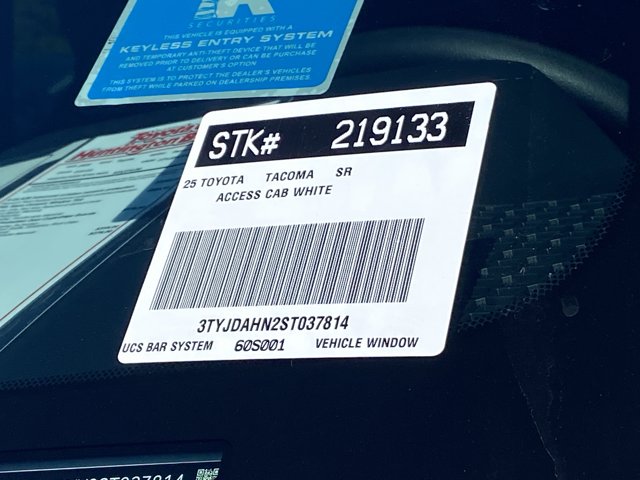 SECURITIES
THIS VEHICLE IS EQUIPPED WITH A
KEYLESS ENTRY SYSTEM
AND TEMPORARY ANTI-THEFT DEVICE THAT WILL BE
REMOVED PRIOR TO DELIVERY OR CAN BE PURCHASE
AT CUSTOMER'S OPTION
THIS SYSTEM IS TO PROTECT THE DEALER'S VEHICLES
FROM THEFT WHILE PARKED ON DEALERSHIP PREMISES.
Toyota
Huntington
STK# 219133
25 TOYOTA TACOMA SR
ACCESS CAB WHITE
3TYJDAHN2ST037814
UCS BAR SYSTEM 60S001 VEHICLE WINDOW